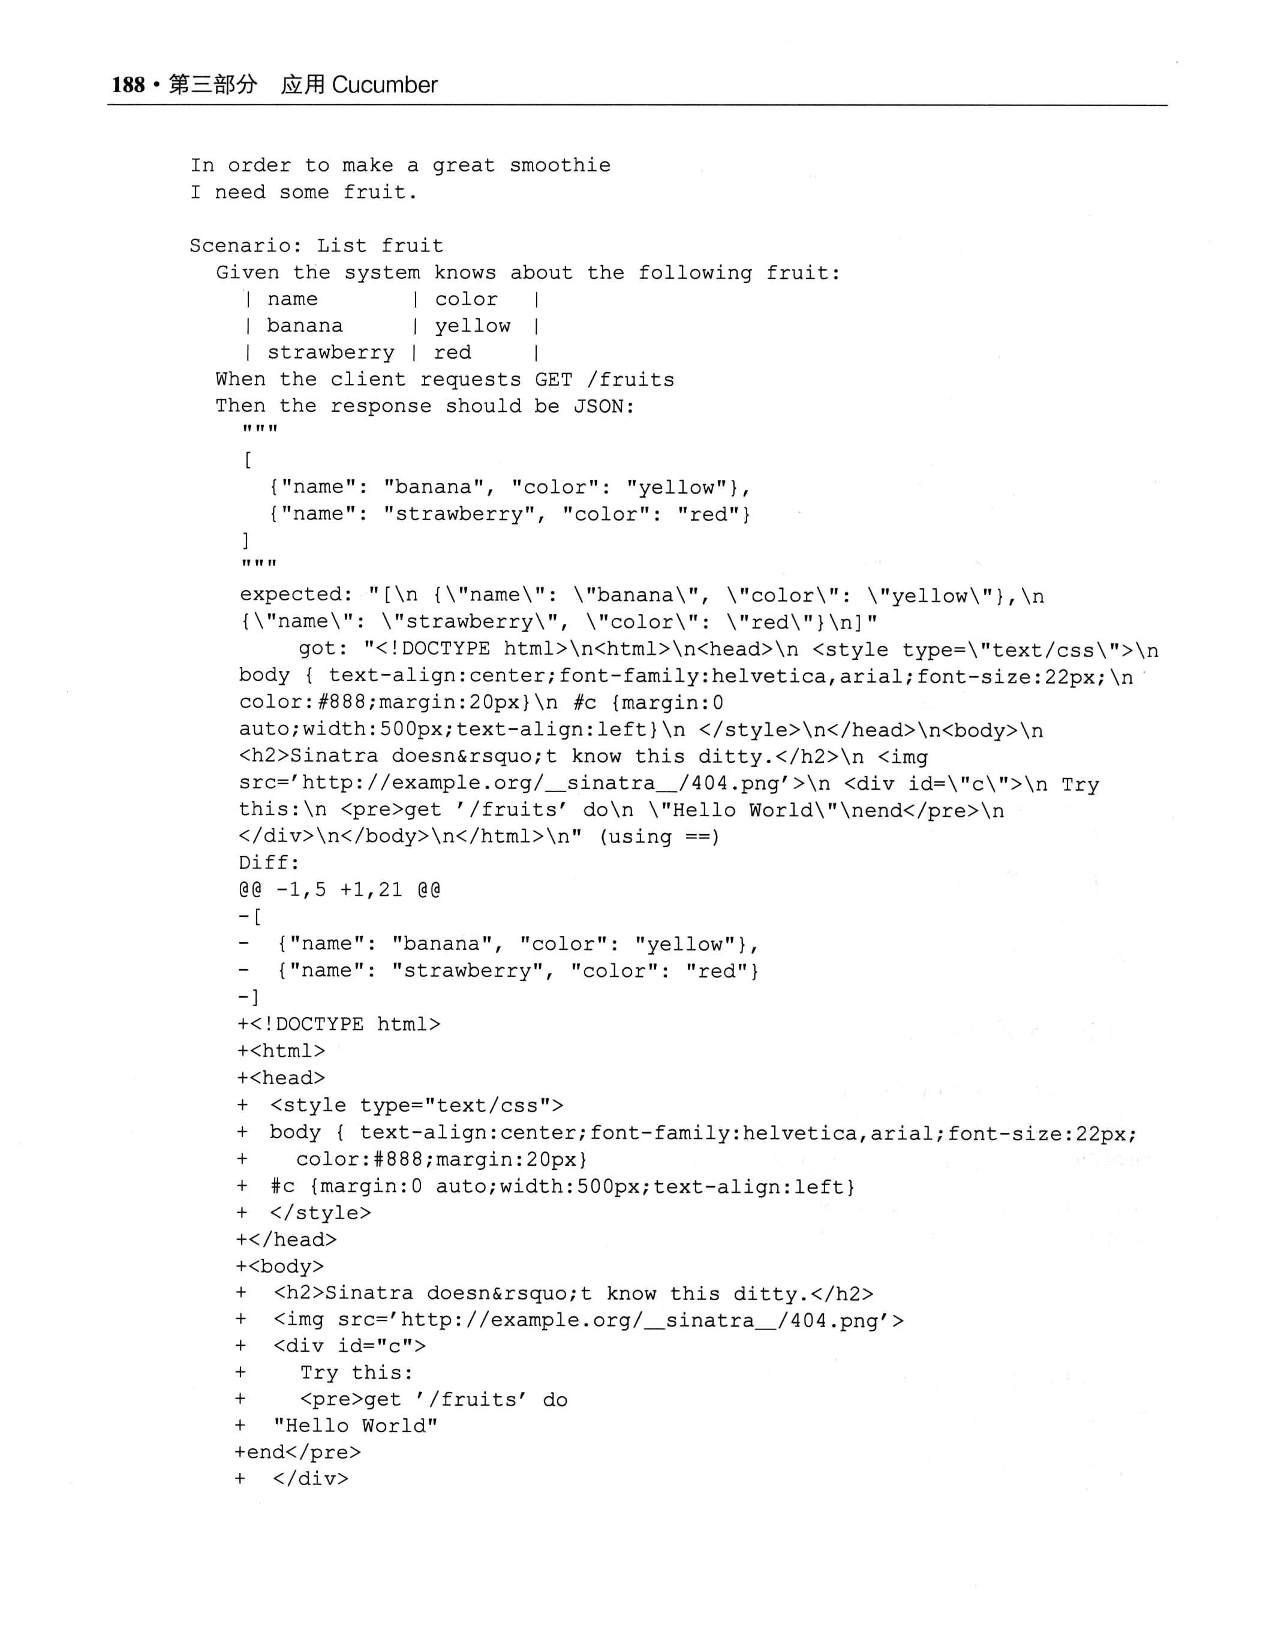 188 • 第三部分 应用 Cucumber
In order to make a great smoothie
I need some fruit.
Scenario: List fruit
Given the system knows about the following fruit:
| name | color |
| banana | yellow |
| strawberry | red |
When the client requests GET /fruits
Then the response should be JSON:
"""
[
{"name": "banana", "color": "yellow"},
{"name": "strawberry", "color": "red"}
]
"""
expected: "[\n {\"name\": \"banana\", \"color\": \"yellow\"},\n
{\"name\": \"strawberry\", \"color\": \"red\"}\n]"
got: "<!DOCTYPE html>\n<html>\n<head>\n <style type=\"text/css\">\n
body { text-align:center;font-family:helvetica,arial;font-size:22px;\n
color:#888;margin:20px}\n #c {margin:0
auto;width:500px;text-align:left}\n </style>\n</head>\n<body>\n
<h2>Sinatra doesn&rsquo;t know this ditty.</h2>\n <img
src='http://example.org/__sinatra__/404.png'>\n <div id=\"c\">\n Try
this:\n <pre>get '/fruits' do\n \"Hello World\"\nend</pre>\n
</div>\n</body>\n</html>\n" (using ==)
Diff:
@@ -1,5 +1,21 @@
-[
- {"name": "banana", "color": "yellow"},
- {"name": "strawberry", "color": "red"}
-]
+<!DOCTYPE html>
+<html>
+<head>
+ <style type="text/css">
+ body { text-align:center;font-family:helvetica,arial;font-size:22px;
+ color:#888;margin:20px}
+ #c {margin:0 auto;width:500px;text-align:left}
+ </style>
+</head>
+<body>
+ <h2>Sinatra doesn&rsquo;t know this ditty.</h2>
+ <img src='http://example.org/__sinatra__/404.png'>
+ <div id="c">
+ Try this:
+ <pre>get '/fruits' do
+ "Hello World"
+end</pre>
+ </div>